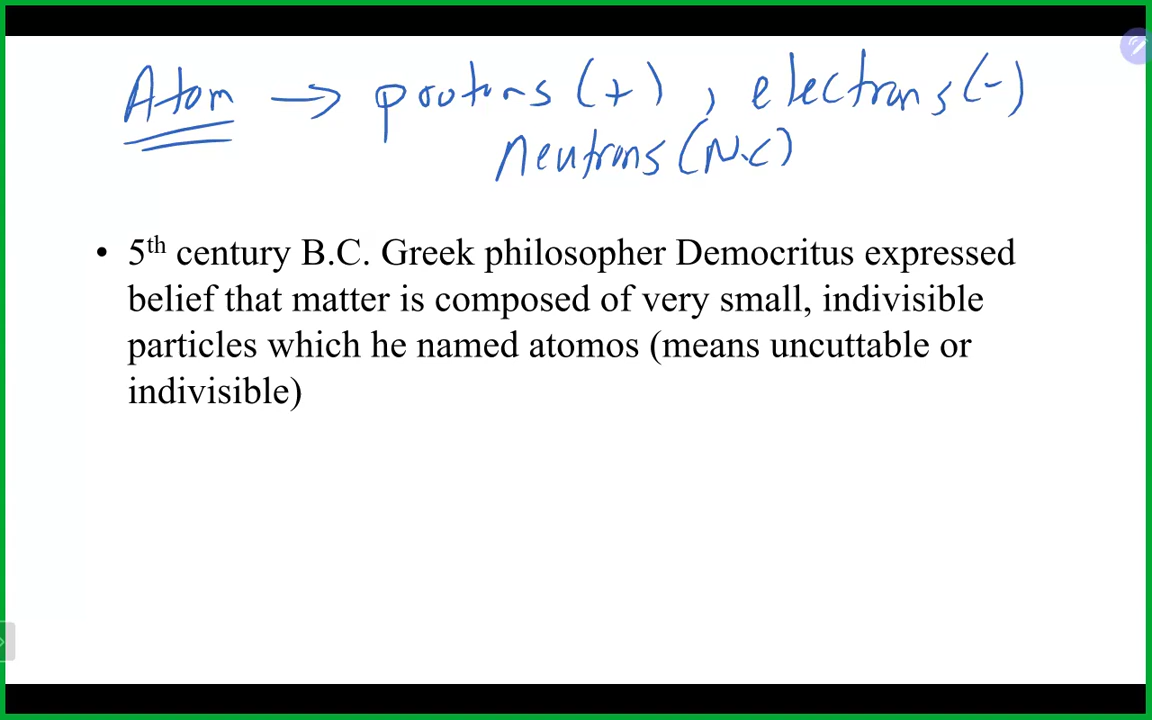 Atom → protons (+) , electrons (-)
neutrons (N.C)
• 5th century B.C. Greek philosopher Democritus expressed
belief that matter is composed of very small, indivisible
particles which he named atomos (means uncuttable or
indivisible)